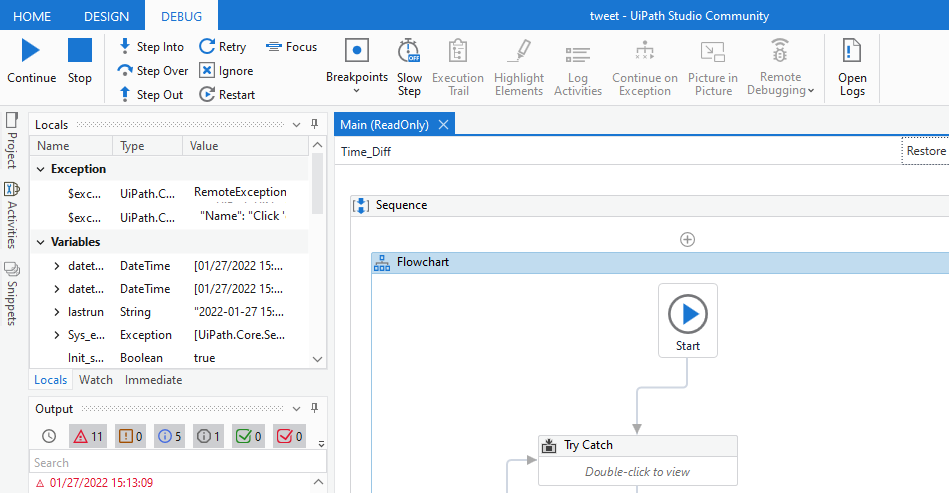 HOME DESIGN DEBUG tweet - UiPath Studio Community
Continue
Stop
Step Into
Step Over
Step Out
Retry
Ignore
Restart
Focus
Breakpoints
Slow
Step
Execution
Trail
Highlight
Elements
Log
Activities
Continue on
Exception
Picture in
Picture
Remote
Debugging
Open
Logs
Project
Activities
Snippets
Locals
Name Type Value
Exception
$exc... UiPath.C... RemoteException
$exc... UiPath.C... "Name": "Click '
Variables
datet... DateTime [01/27/2022 15:...
datet... DateTime [01/27/2022 15:...
lastrun String "2022-01-27 15:...
Sys_e... Exception [UiPath.Core.Se...
Init_s... Boolean true
Locals Watch Immediate
Output
11 0 5 1 0 0
Search
01/27/2022 15:13:09
Main (ReadOnly)
Time_Diff
Restore
Sequence
Flowchart
Start
Try Catch
Double-click to view